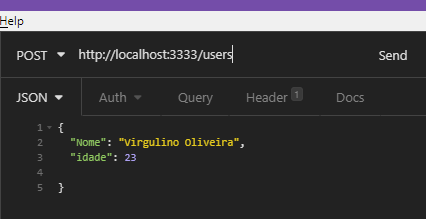 Help
POST http://localhost:3333/users Send
JSON Auth Query Header 1 Docs
1 {
2 "Nome": "Virgulino Oliveira",
3 "idade": 23
4
5 }